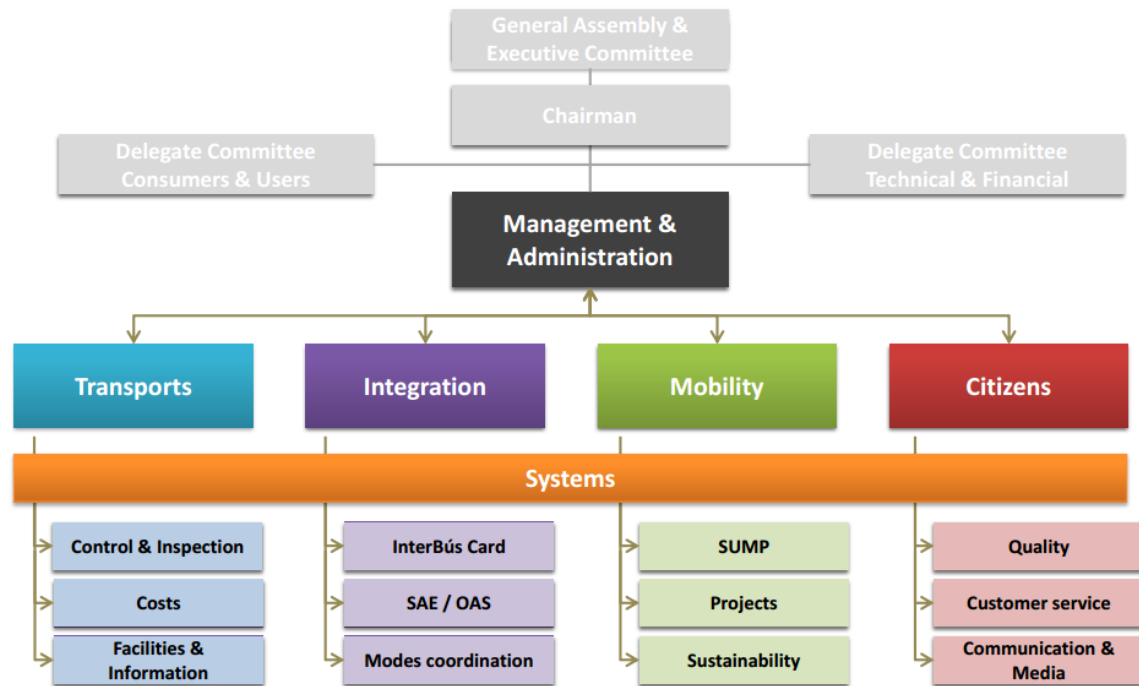 General Assembly &
Executive Committee
Chairman
Delegate Committee
Consumers & Users
Delegate Committee
Technical & Financial
Management &
Administration
Transports
Integration
Mobility
Citizens
Systems
Control & Inspection
InterBús Card
SUMP
Quality
Costs
SAE / OAS
Projects
Customer service
Facilities &
Information
Modes coordination
Sustainability
Communication &
Media